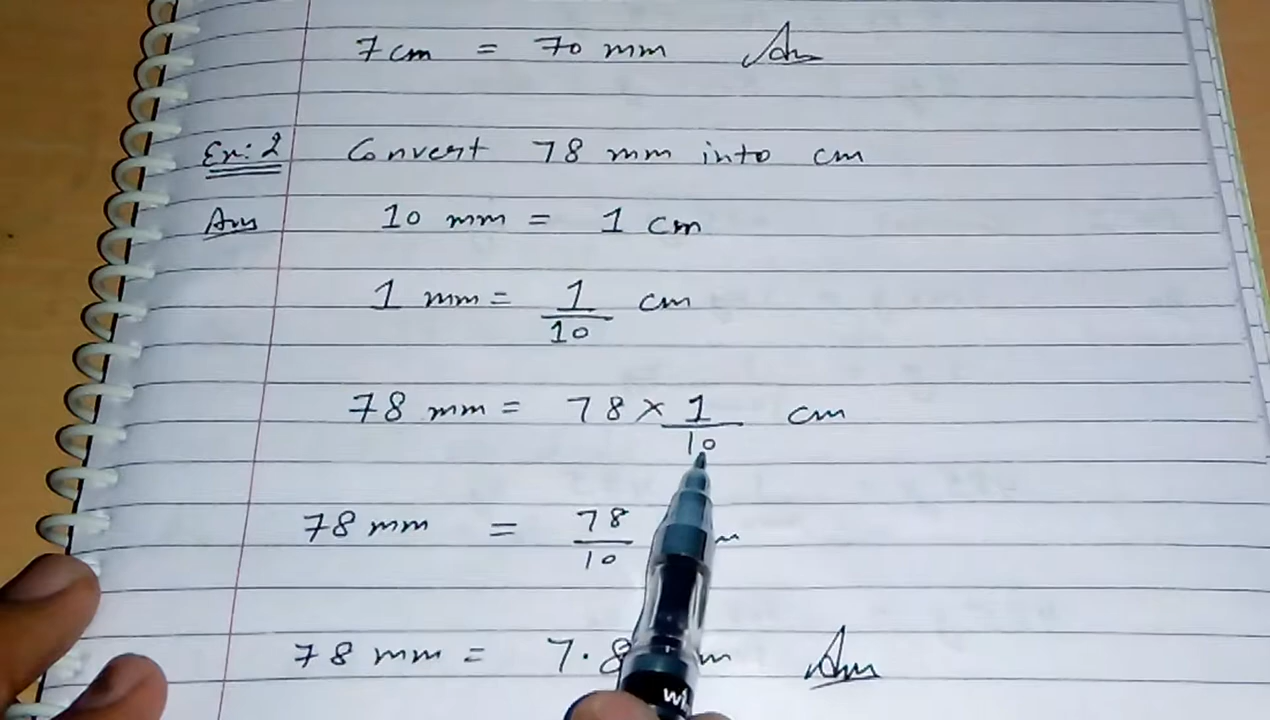 7 cm = 70 mm Ans
Ex: 2 Convert 78 mm into cm
Ans 10 mm = 1 cm
1 mm = 1/10 cm
78 mm = 78 × 1/10 cm
78 mm = 78/10
78 mm = 7.8 Ans